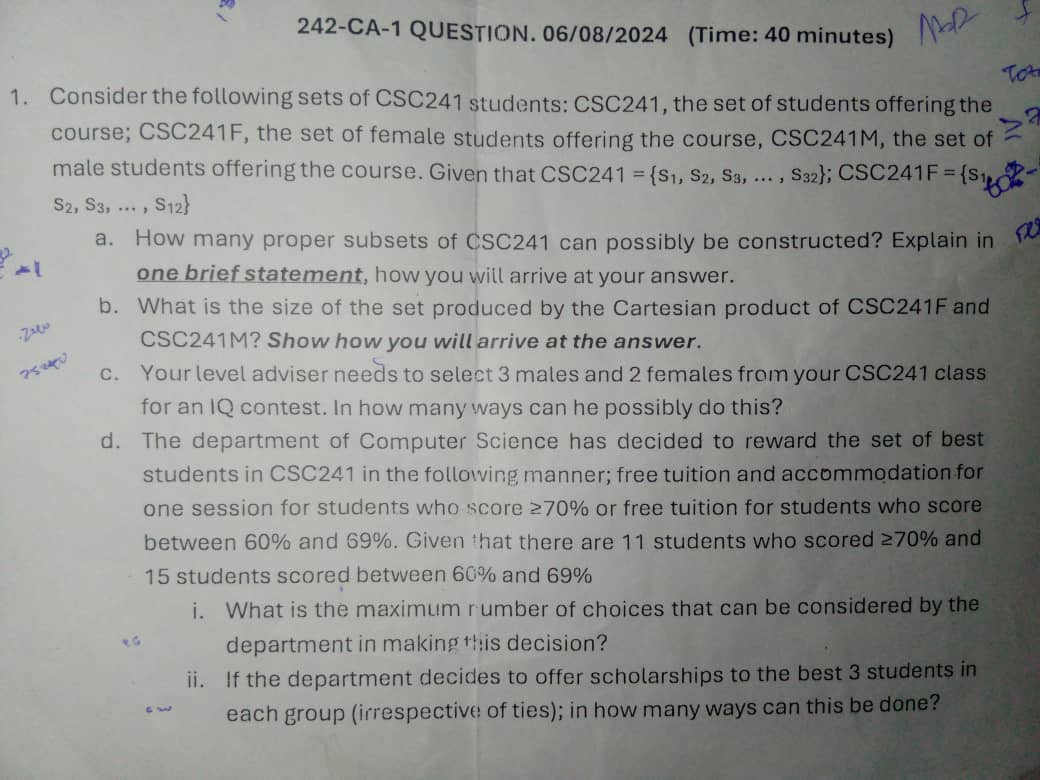 242-CA-1 QUESTION. 06/08/2024 (Time: 40 minutes)
1. Consider the following sets of CSC241 students: CSC241, the set of students offering the
course; CSC241F, the set of female students offering the course, CSC241M, the set of
male students offering the course. Given that CSC241 = {S₁, S₂, S₃, ... , S₃₂}; CSC241F = {S₁,
S₂, S₃, ... , S₁₂}
a. How many proper subsets of CSC241 can possibly be constructed? Explain in
one brief statement, how you will arrive at your answer.
b. What is the size of the set produced by the Cartesian product of CSC241F and
CSC241M? Show how you will arrive at the answer.
c. Your level adviser needs to select 3 males and 2 females from your CSC241 class
for an IQ contest. In how many ways can he possibly do this?
d. The department of Computer Science has decided to reward the set of best
students in CSC241 in the following manner; free tuition and accommodation for
one session for students who score ≥70% or free tuition for students who score
between 60% and 69%. Given that there are 11 students who scored ≥70% and
15 students scored between 60% and 69%
i. What is the maximum number of choices that can be considered by the
department in making this decision?
ii. If the department decides to offer scholarships to the best 3 students in
each group (irrespective of ties); in how many ways can this be done?